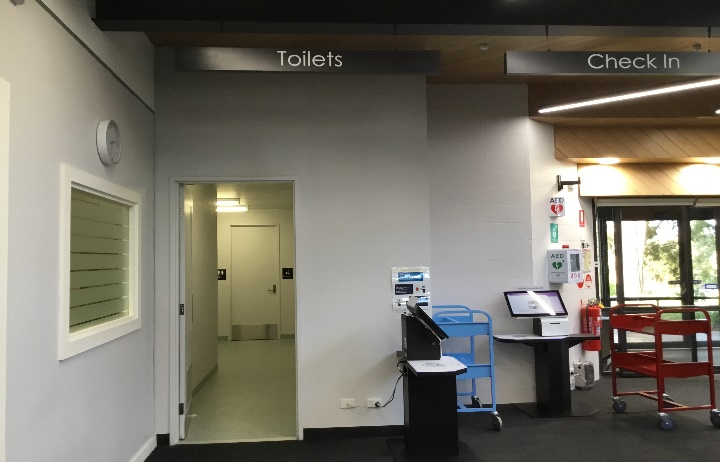 Toilets
Check In
AED
AED